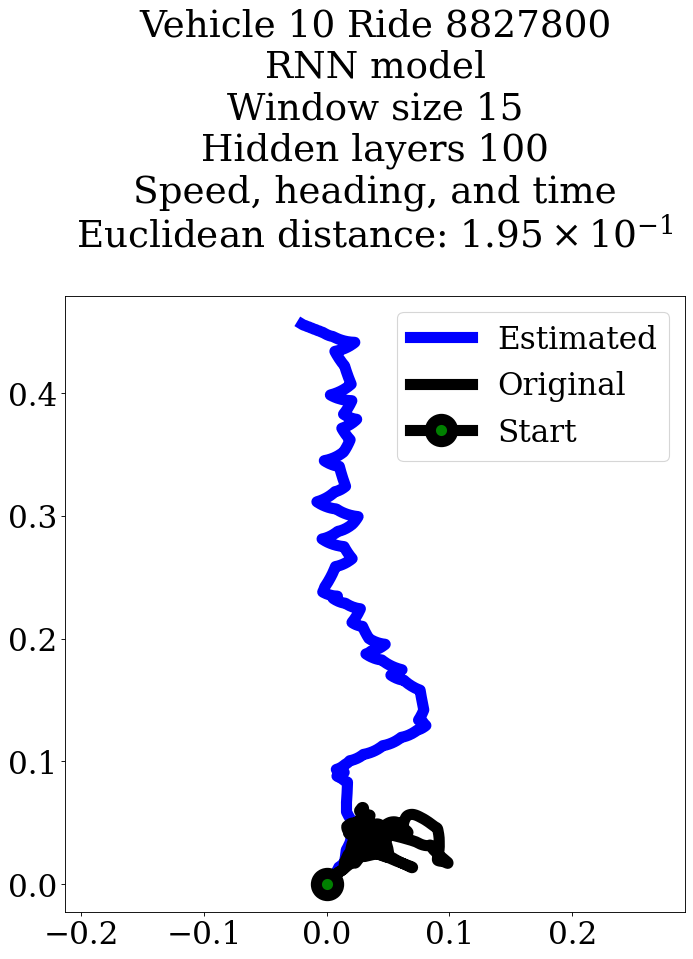 Vehicle 10 Ride 8827800
RNN model
Window size 15
Hidden layers 100
Speed, heading, and time
Euclidean distance: 1.95 × 10⁻¹
Estimated
Original
Start
0.4
0.3
0.2
0.1
0.0
−0.2 −0.1 0.0 0.1 0.2